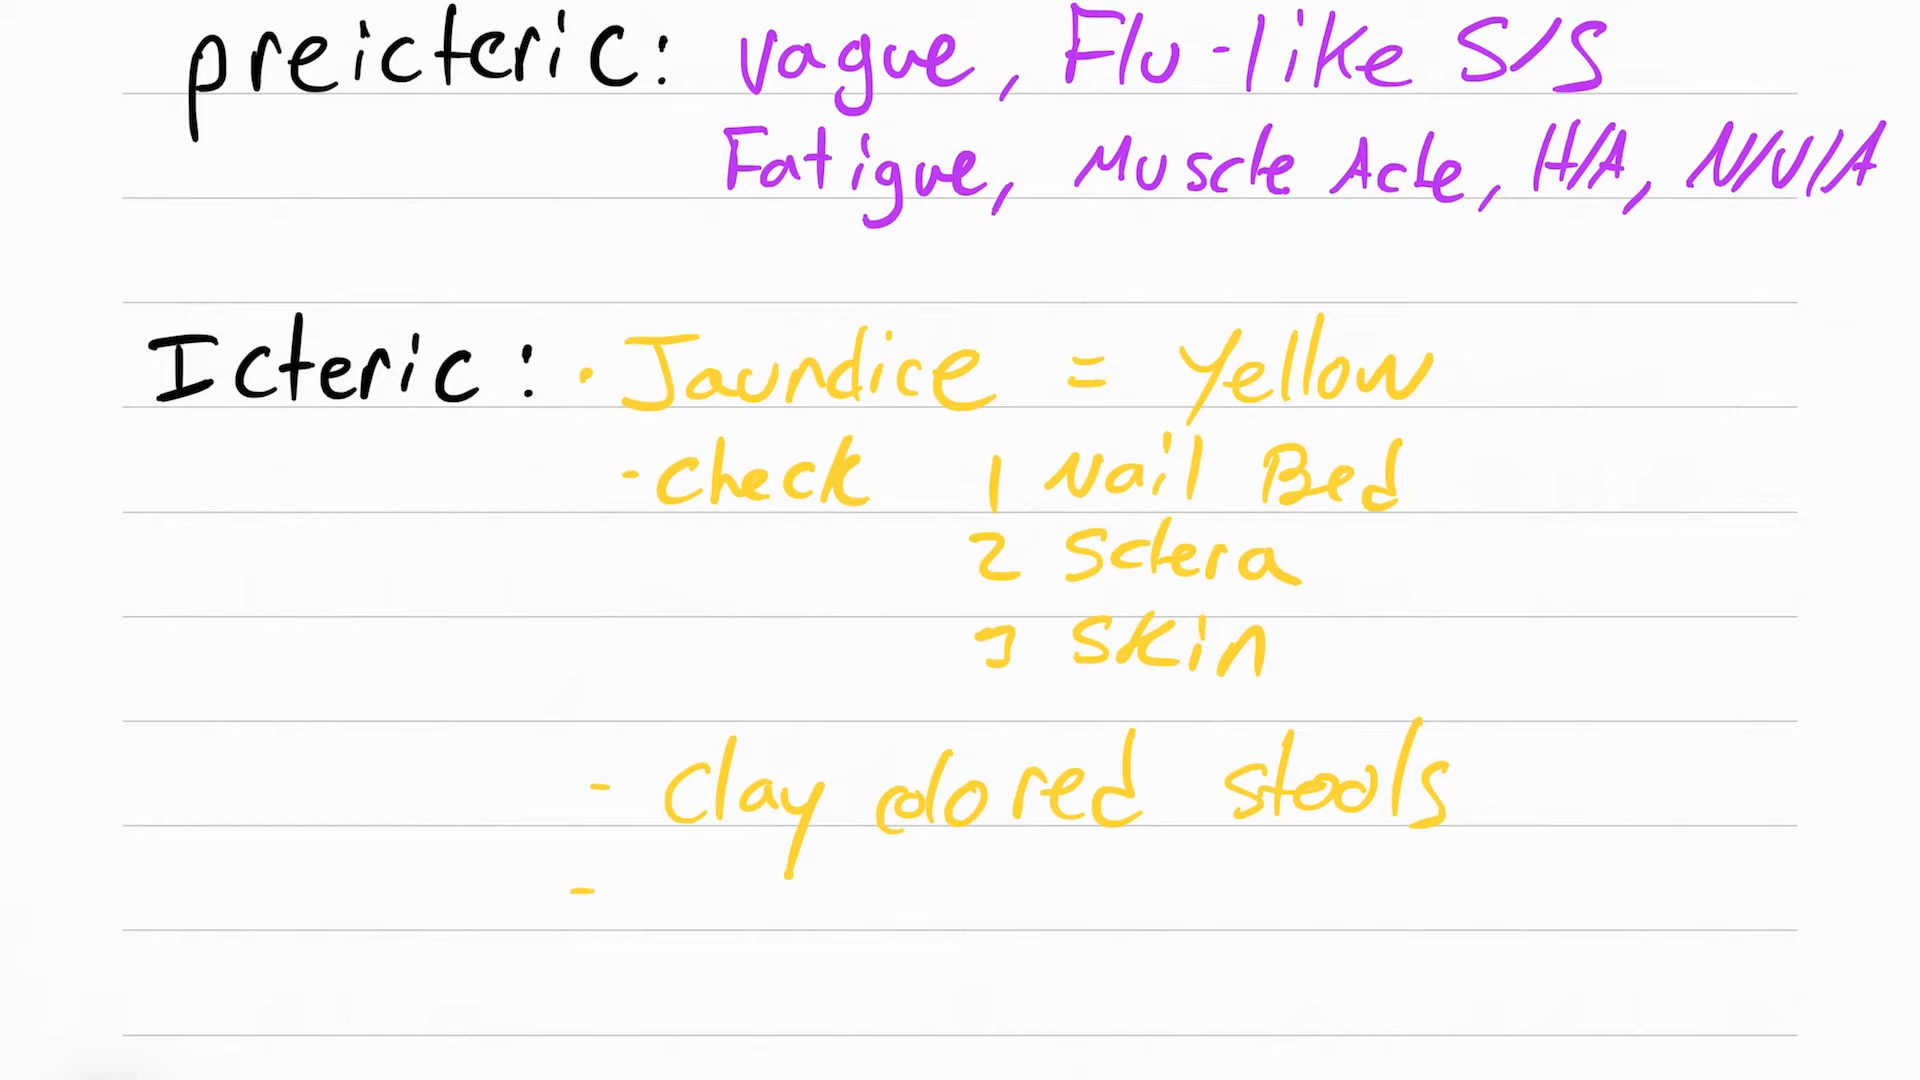 preicteric: Vague, Flu-like S/S
Fatigue, Muscle Ache, H/A, N/V/A
Icteric: · Jaundice = Yellow
- check 1 Nail Bed
2 Sclera
3 Skin
- Clay colored stools
-